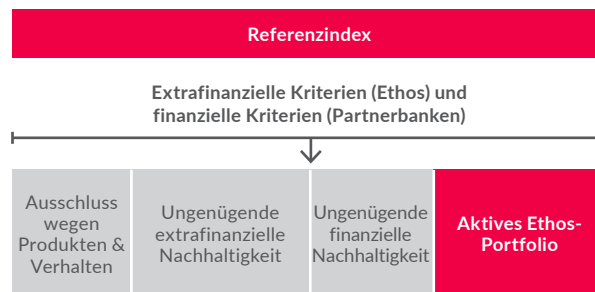 Referenzindex
Extrafinanzielle Kriterien (Ethos) und
finanzielle Kriterien (Partnerbanken)
Ausschluss
wegen
Produkten &
Verhalten
Ungenügende
extrafinanzielle
Nachhaltigkeit
Ungenügende
finanzielle
Nachhaltigkeit
Aktives Ethos-
Portfolio